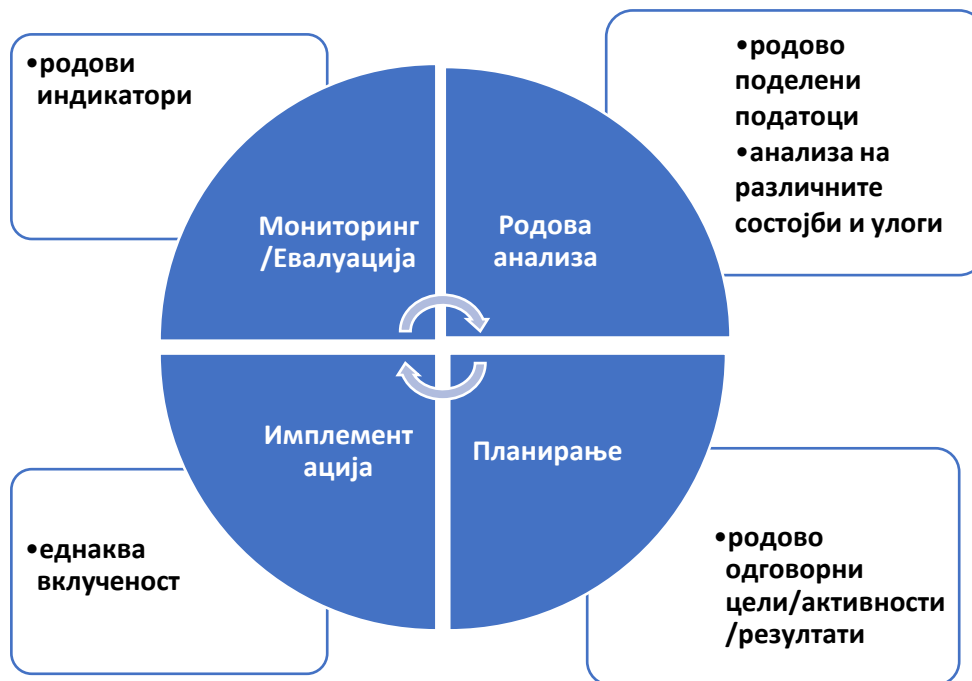 •родови
индикатори
•родово
поделени
податоци
•анализа на
различните
состојби и улоги
Мониторинг
/Евалуација
Родова
анализа
Имплемент
ација
Планирање
•еднаква
вклученост
•родово
одговорни
цели/активности
/резултати